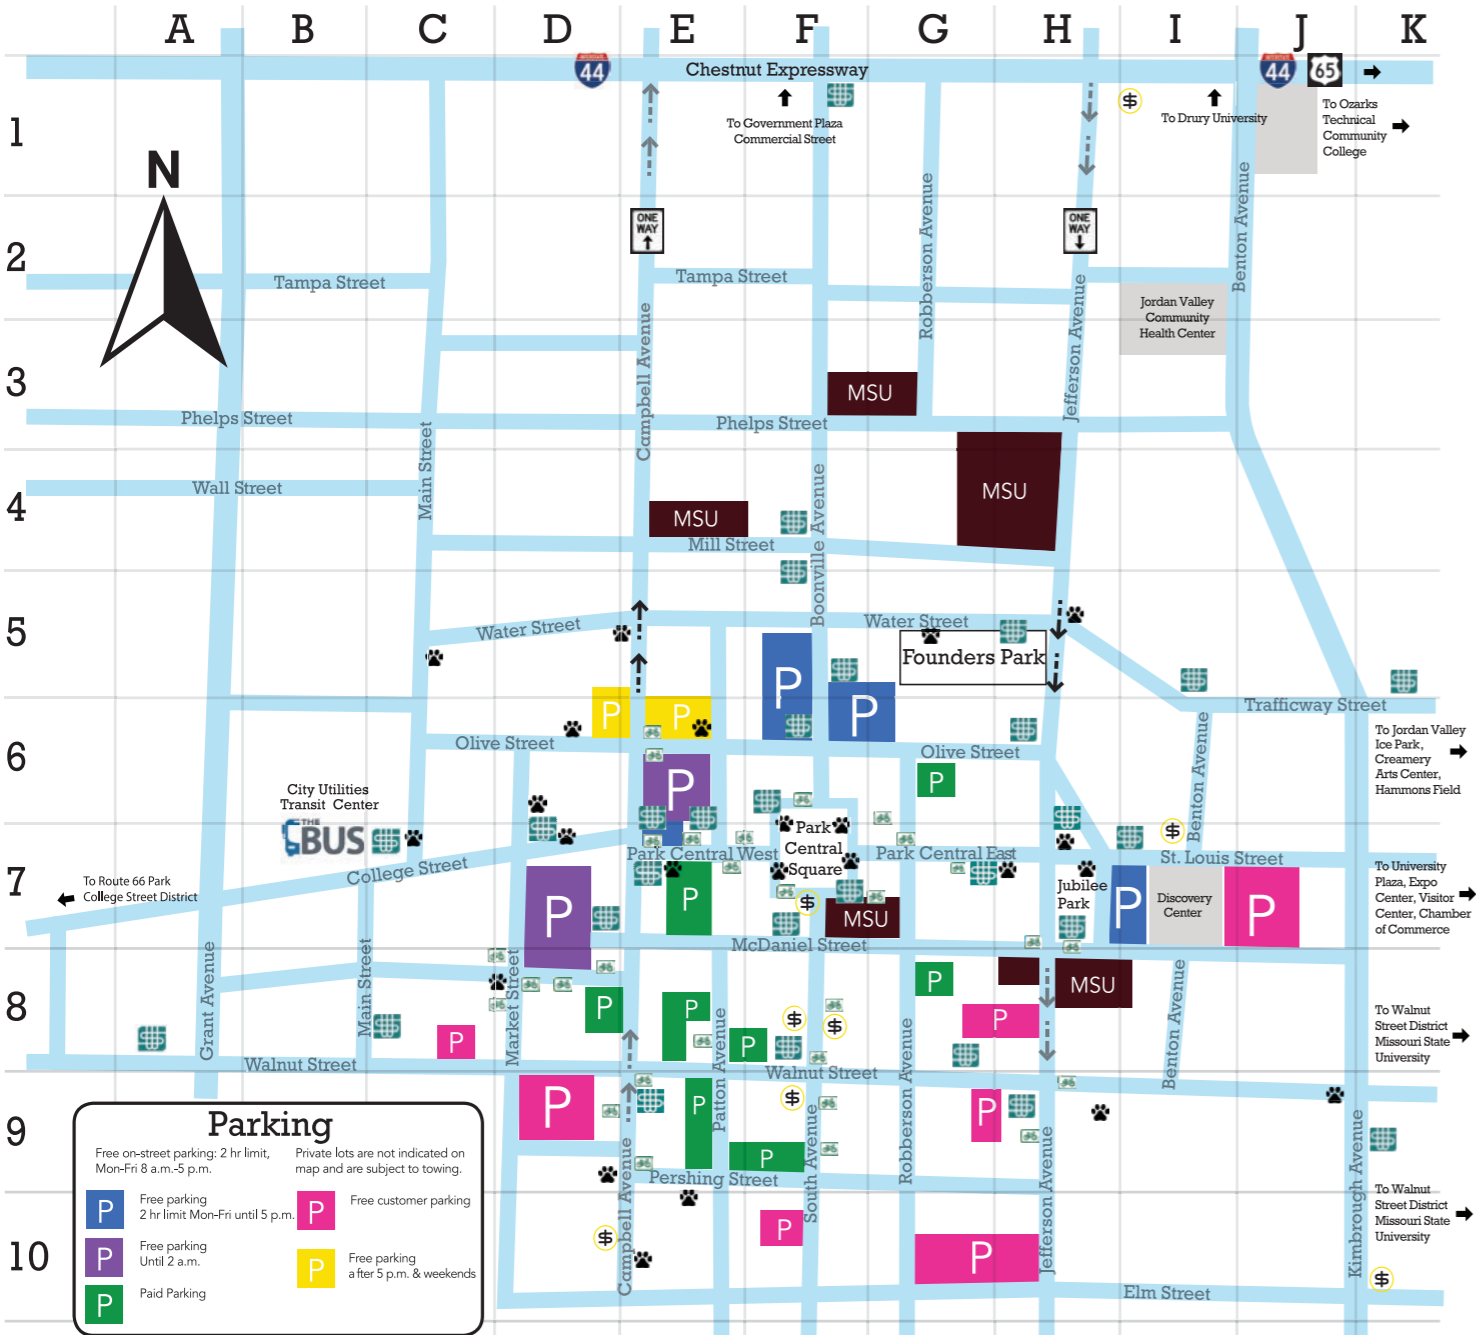 A B C D E F G H I J K
44
Chestnut Expressway
44
65
1
To Government Plaza
Commercial Street
$
To Drury University
To Ozarks
Technical
Community
College
N
2
ONE
WAY
ONE
WAY
Robberson Avenue
Benton Avenue
Tampa Street
Tampa Street
Jordan Valley
Community
Health Center
3
Campbell Avenue
Jefferson Avenue
MSU
Phelps Street
Phelps Street
4
Wall Street
Main Street
MSU
MSU
Mill Street
Boonville Avenue
5
Water Street
Water Street
Founders Park
P
P
P
P
Trafficway Street
6
Olive Street
Olive Street
P
P
Benton Avenue
To Jordan Valley
Ice Park,
Creamery
Arts Center,
Hammons Field
City Utilities
Transit Center
THE
BUS
$
Park
Central
Square
Park Central West
Park Central East
St. Louis Street
7
College Street
To Route 66 Park
College Street District
P
P
$
MSU
Jubilee
Park
P
Discovery
Center
P
To University
Plaza, Expo
Center, Visitor
Center, Chamber
of Commerce
McDaniel Street
8
Grant Avenue
Main Street
Market Street
P
P
P
P
$
$
P
MSU
P
P
Patton Avenue
Robberson Avenue
Benton Avenue
To Walnut
Street District
Missouri State
University
Walnut Street
Walnut Street
9
P
P
$
P
P
Pershing Street
South Avenue
Jefferson Avenue
Campbell Avenue
Kimbrough Avenue
To Walnut
Street District
Missouri State
University
10
$
P
P
$
Elm Street
Parking
Free on-street parking: 2 hr limit,
Mon-Fri 8 a.m.-5 p.m.
Private lots are not indicated on
map and are subject to towing.
P
Free parking
2 hr limit Mon-Fri until 5 p.m.
P
Free customer parking
P
Free parking
Until 2 a.m.
P
Free parking
after 5 p.m. & weekends
P
Paid Parking